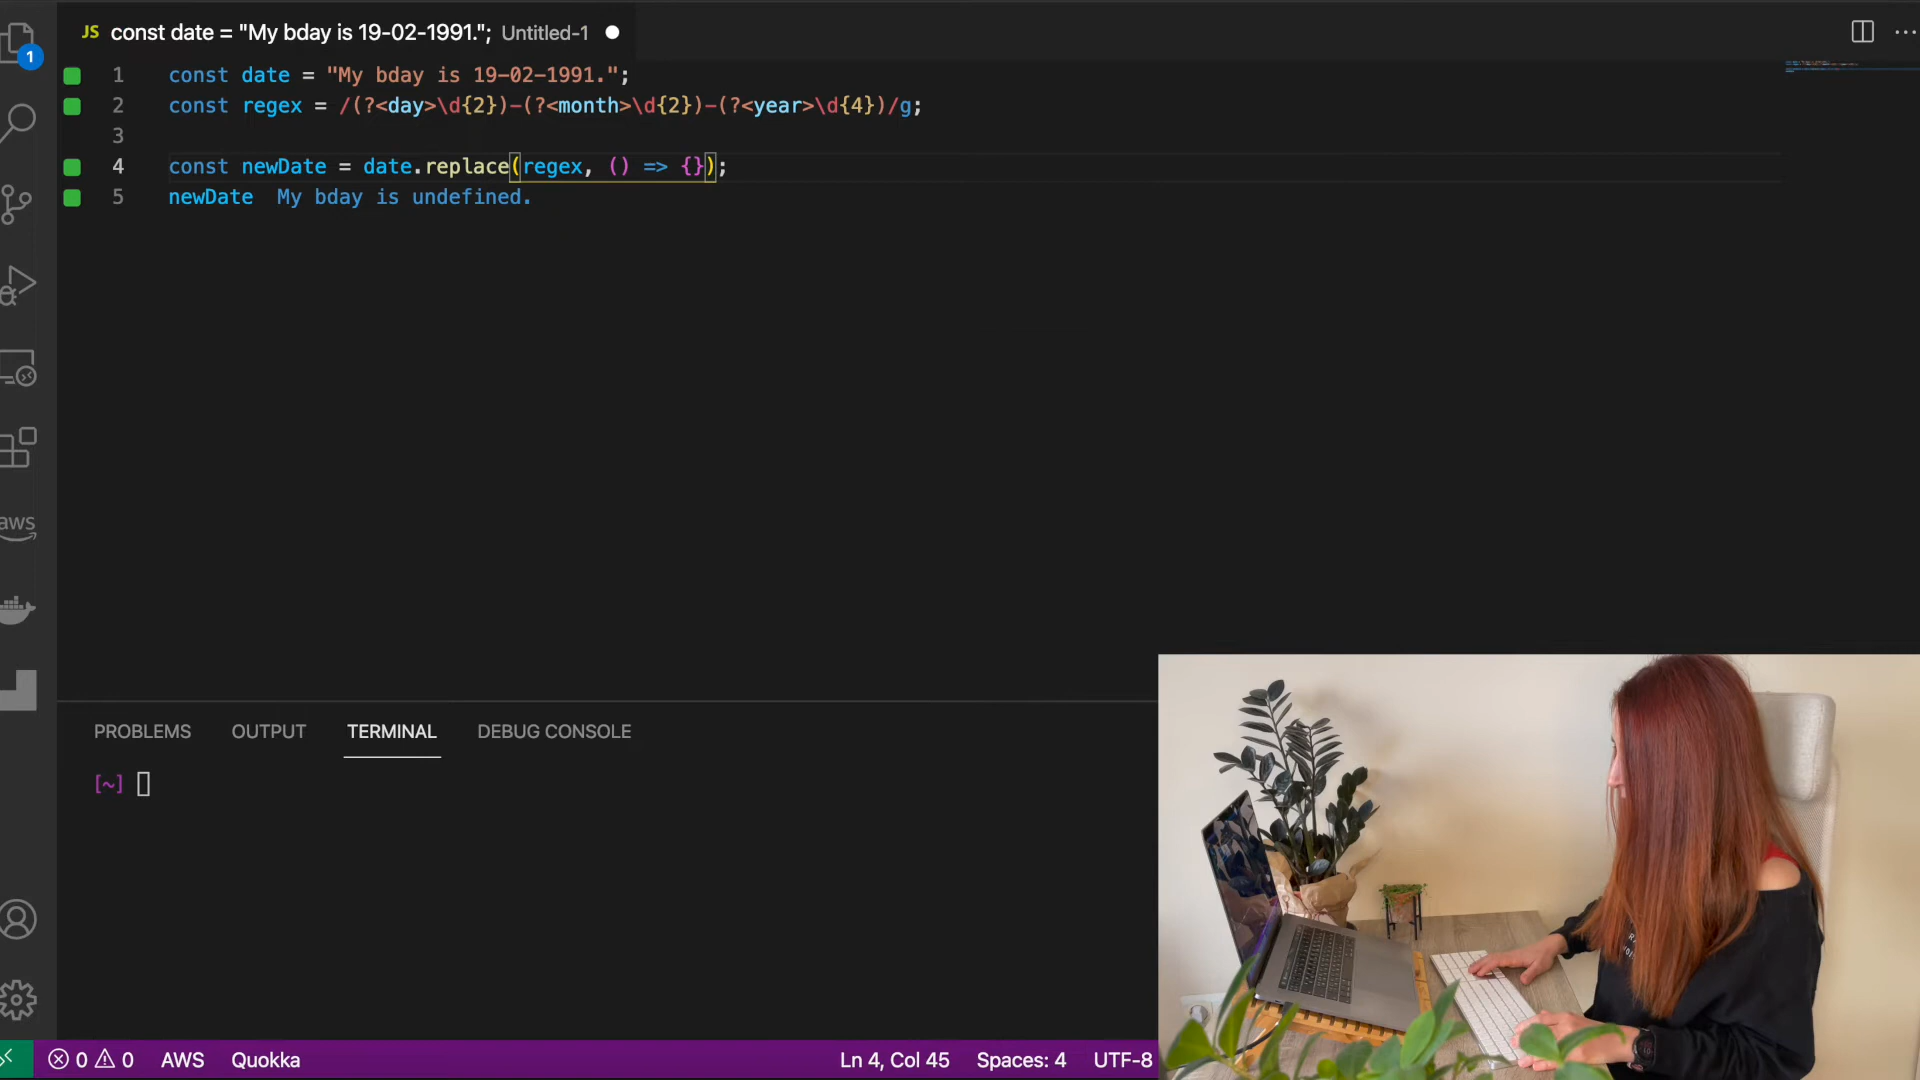 JS const date = "My bday is 19-02-1991."; Untitled-1
1
1 const date = "My bday is 19-02-1991.";
2 const regex = /(?<day>\d{2})-(?<month>\d{2})-(?<year>\d{4})/g;
3
4 const newDate = date.replace(regex, () => {});
5 newDate My bday is undefined.
aws
PROBLEMS OUTPUT TERMINAL DEBUG CONSOLE
[~]
0 0 AWS Quokka Ln 4, Col 45 Spaces: 4 UTF-8